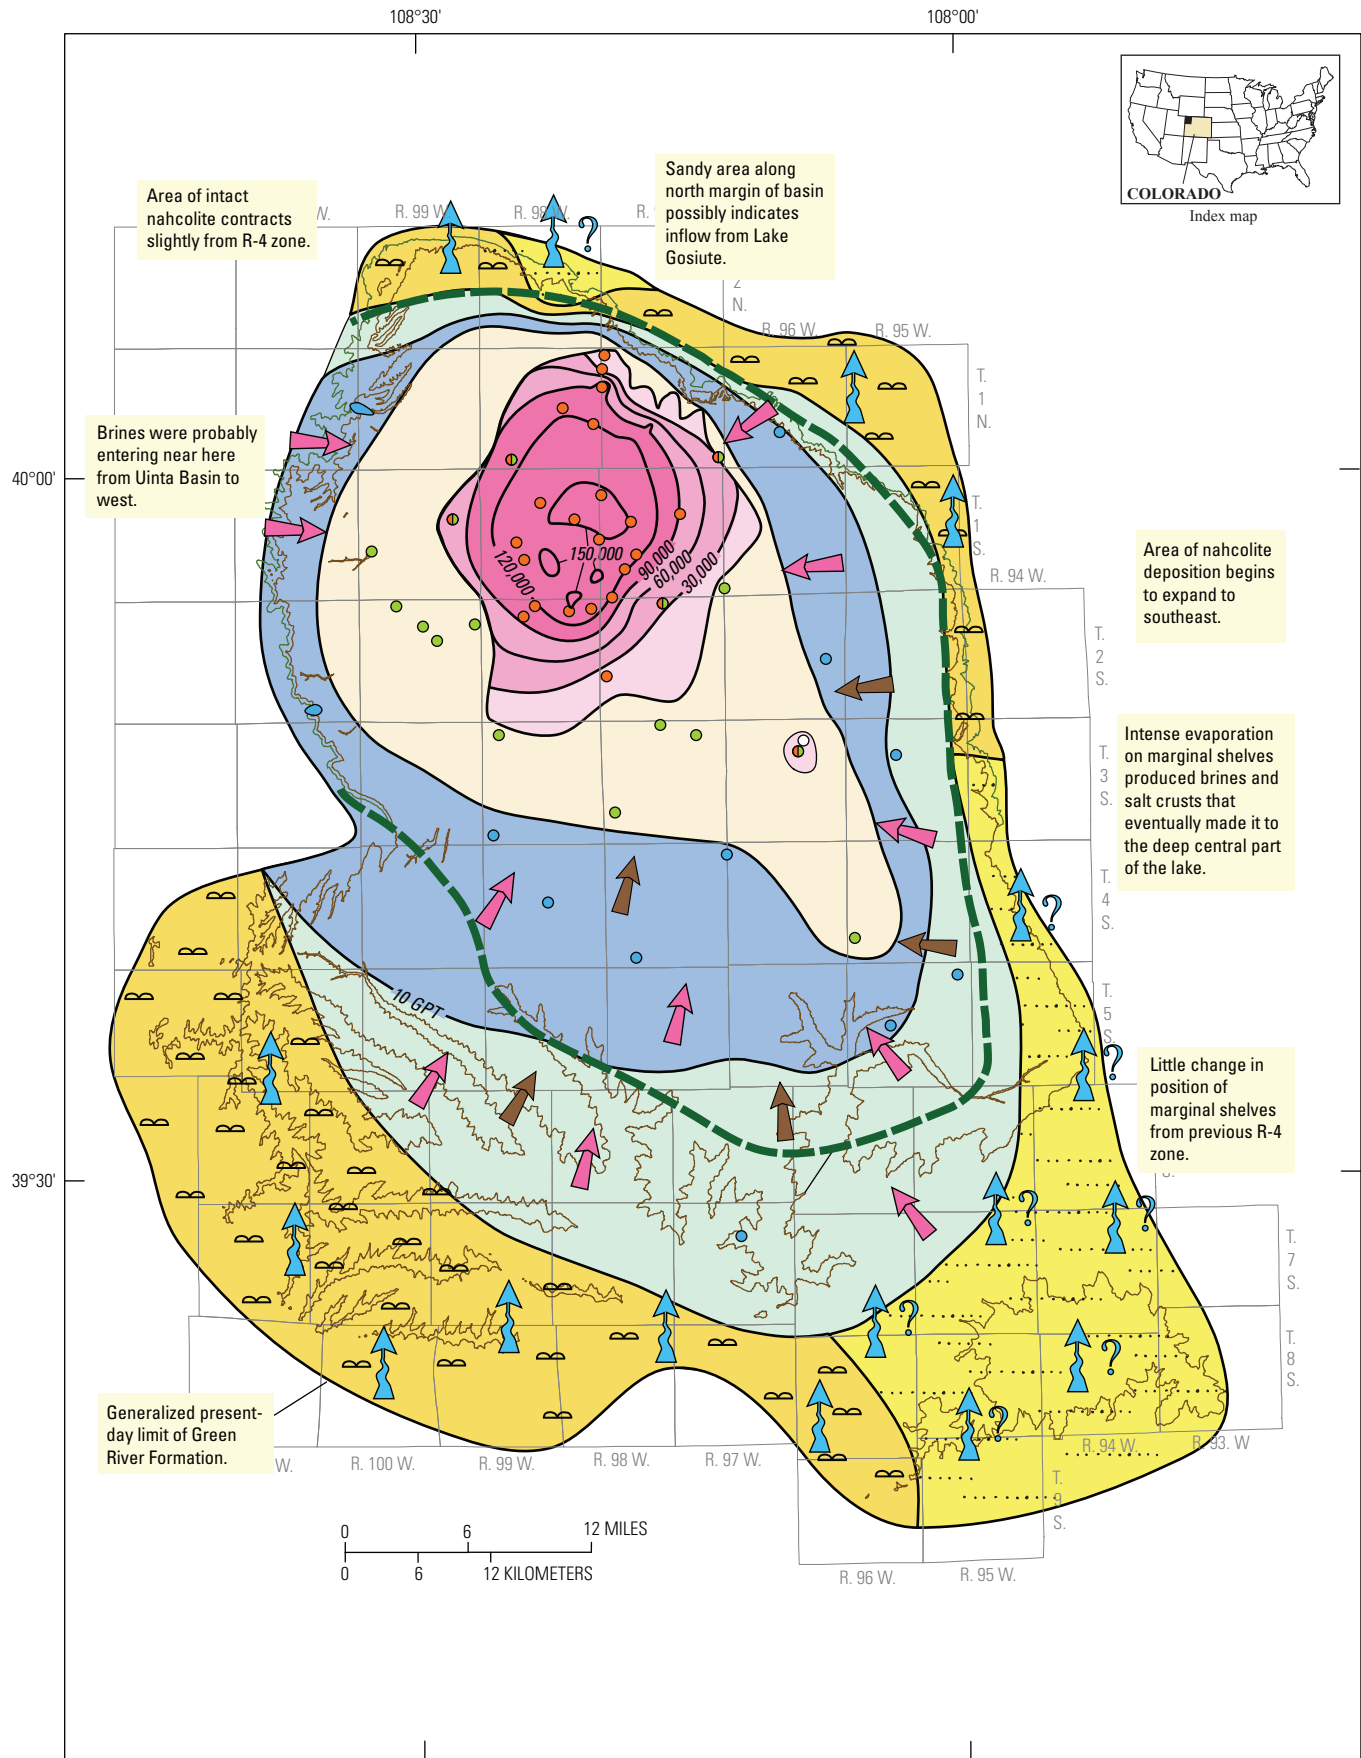 108°30'
108°00'
COLORADO
Index map
Area of intact
nahcolite contracts
slightly from R-4 zone.
W.
R. 99 W.
R. 98 W.
R.
Sandy area along
north margin of basin
possibly indicates
inflow from Lake
Gosiute.
?
2
N.
R. 96 W.
R. 95 W.
T.
1
N.
Brines were probably
entering near here
from Uinta Basin to
west.
40°00'
T.
1
S.
R. 94 W.
Area of nahcolite
deposition begins
to expand to
southeast.
120,000
150,000
90,000
60,000
30,000
T.
2
S.
Intense evaporation
on marginal shelves
produced brines and
salt crusts that
eventually made it to
the deep central part
of the lake.
T.
3
S.
T.
4
S.
?
10 GPT
T.
5
S.
?
Little change in
position of
marginal shelves
from previous R-4
zone.
S.
39°30'
?
?
T.
7
S.
?
T.
8
S.
?
Generalized present-
day limit of Green
River Formation.
?
W.
R. 100 W.
R. 99 W.
R. 98 W.
R. 97 W.
R. 94 W.
R. 93. W
T.
9
S.
0
6
12 MILES
0
6
12 KILOMETERS
R. 96 W.
R. 95 W.